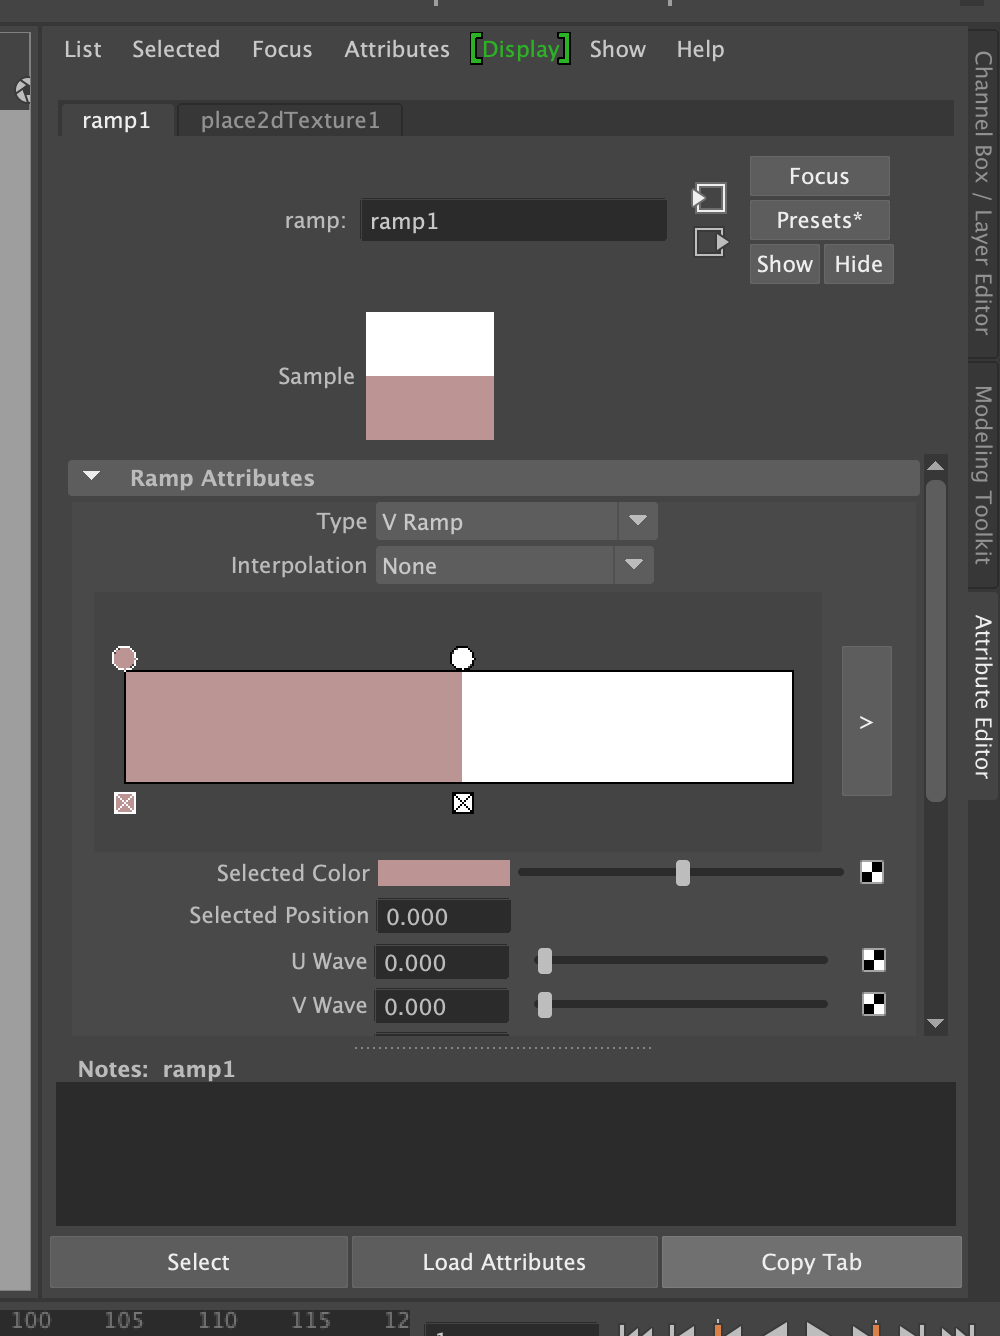 List Selected Focus Attributes [Display] Show Help
ramp1 place2dTexture1
Focus
ramp: ramp1
Presets*
Show Hide
Sample
Ramp Attributes
Type V Ramp
Interpolation None
>
Selected Color
Selected Position 0.000
U Wave 0.000
V Wave 0.000
Notes: ramp1
Select Load Attributes Copy Tab
100 105 110 115 12
Channel Box / Layer Editor
Modeling Toolkit
Attribute Editor